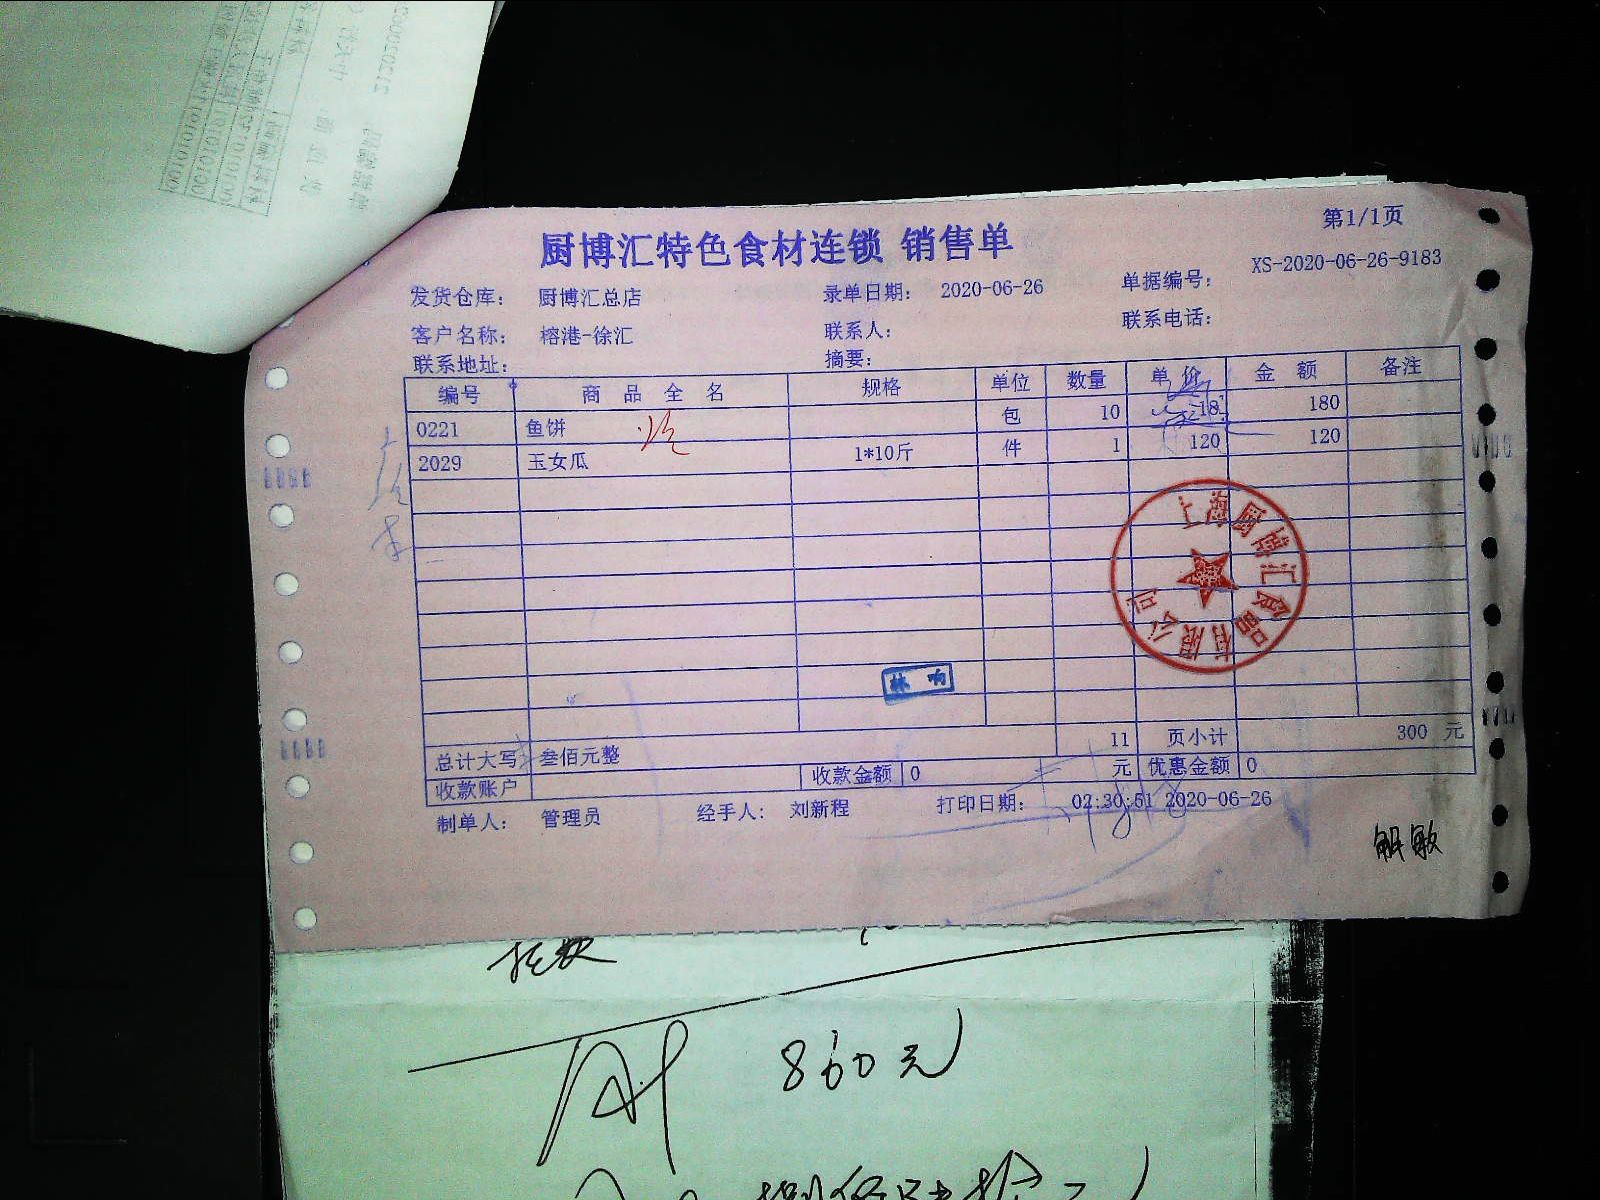 第1/1页
厨博汇特色食材连锁 销售单
发货仓库： 厨博汇总店 录单日期： 2020-06-26 单据编号： XS-2020-06-26-9183
客户名称： 榕港-徐汇 联系人： 联系电话：
联系地址： 摘要：
编号 商品全名 规格 单位 数量 单价 金额 备注
0221 鱼饼 包 10 18 180
2029 玉女瓜 1*10斤 件 1 120 120
上海厨博汇食品有限公司
林响
总计大写 叁佰元整 11 页小计 300 元
收款账户 收款金额 0 元 优惠金额 0
制单人： 管理员 经手人： 刘新程 打印日期： 02:30:51 2020-06-26
解敏
860元